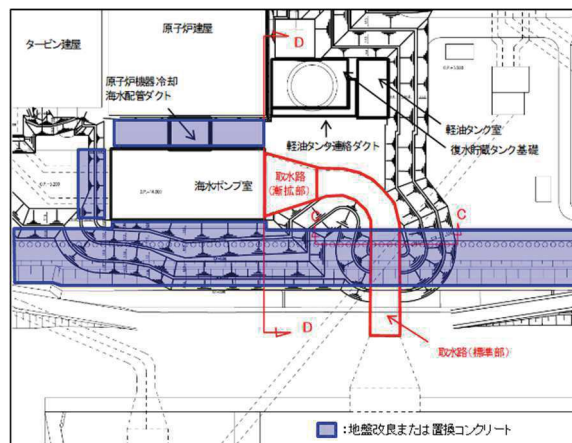 タービン建屋
原子炉建屋
D
原子炉機器冷却
海水配管ダクト
軽油タンク室
復水貯蔵タンク基礎
軽油タンク連絡ダクト
海水ポンプ室
取水路
(漸拡部)
C
C
D
取水路(標準部)
:地盤改良または置換コンクリート